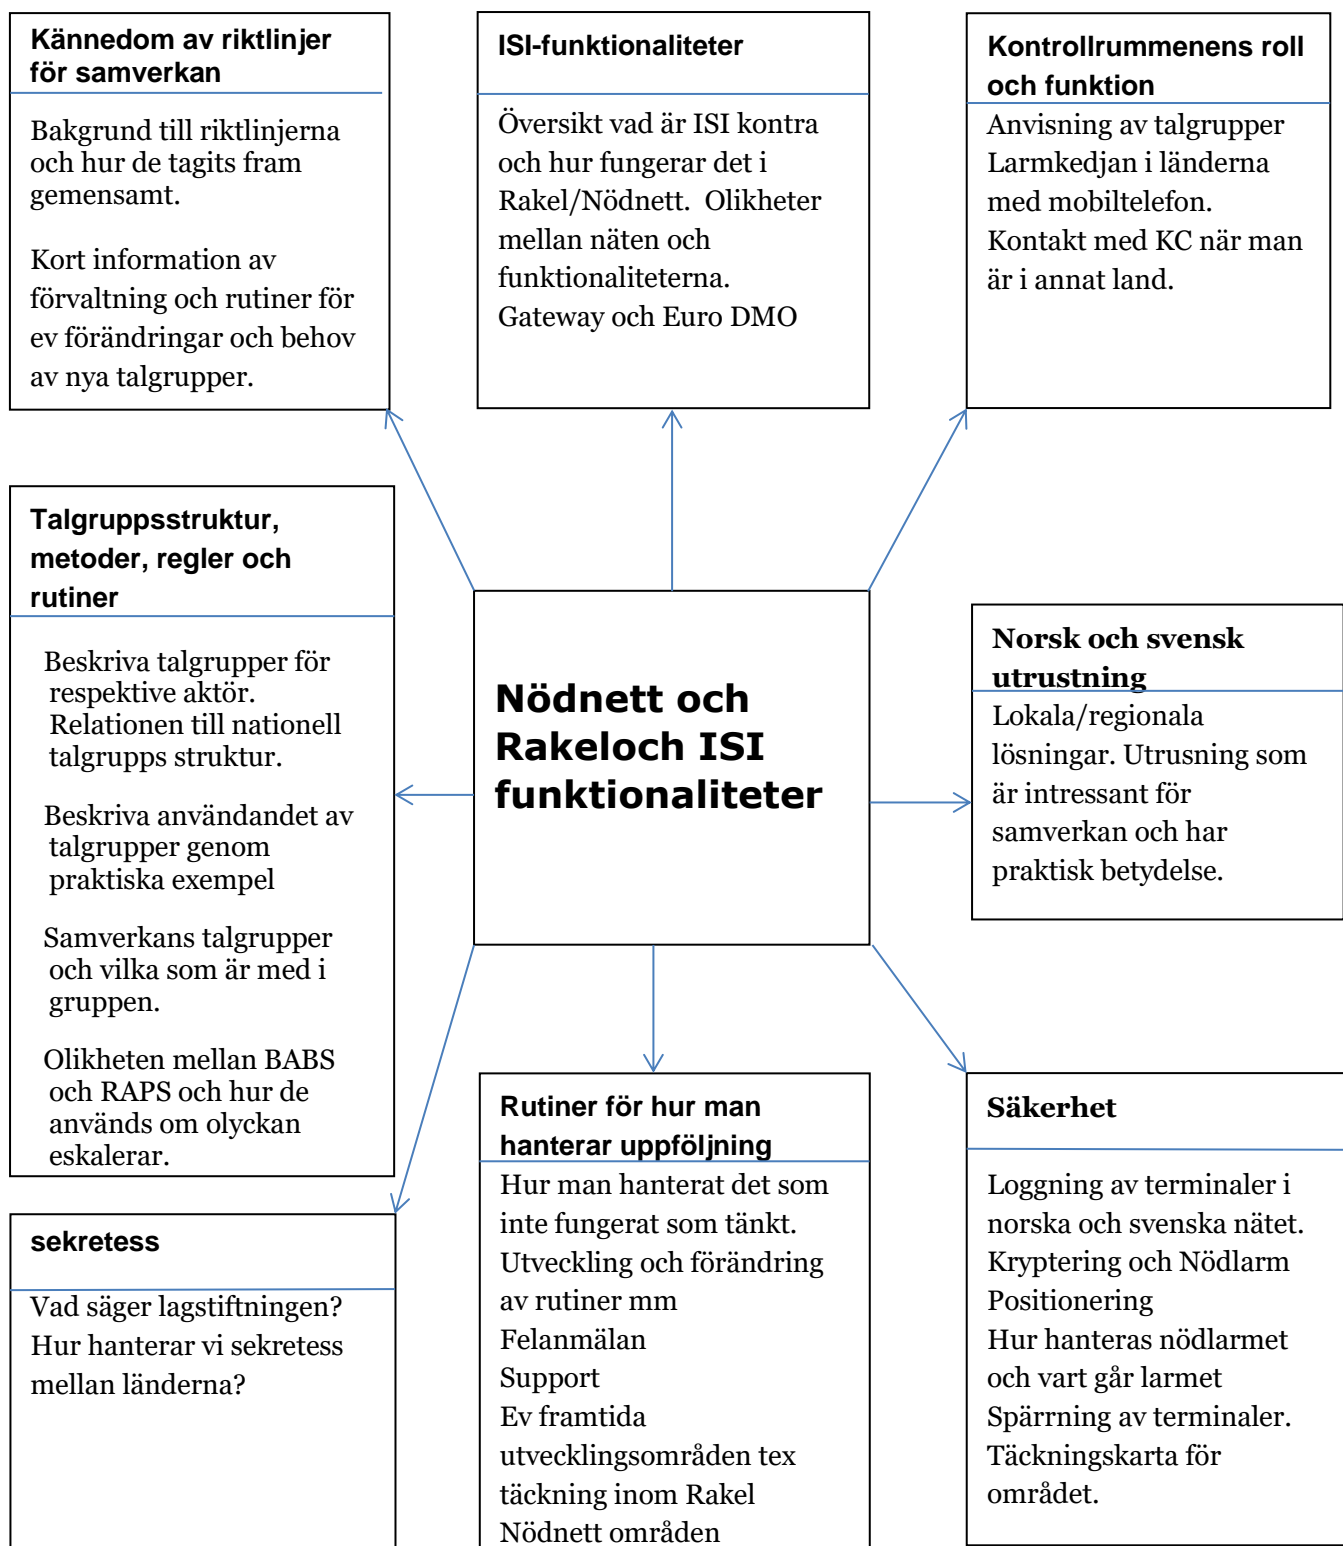 Kännedom av riktlinjer
för samverkan
Bakgrund till riktlinjerna
och hur de tagits fram
gemensamt.
Kort information av
förvaltning och rutiner för
ev förändringar och behov
av nya talgrupper.
ISI-funktionaliteter
Översikt vad är ISI kontra
och hur fungerar det i
Rakel/Nödnett.  Olikheter
mellan näten och
funktionaliteterna.
Gateway och Euro DMO
Kontrollrummenens roll
och funktion
Anvisning av talgrupper
Larmkedjan i länderna
med mobiltelefon.
Kontakt med KC när man
är i annat land.
Talgruppsstruktur,
metoder, regler och
rutiner
Beskriva talgrupper för
respektive aktör.
Relationen till nationell
talgrupps struktur.
Beskriva användandet av
talgrupper genom
praktiska exempel
Samverkans talgrupper
och vilka som är med i
gruppen.
Olikheten mellan BABS
och RAPS och hur de
används om olyckan
eskalerar.
Nödnett och
Rakeloch ISI
funktionaliteter
Norsk och svensk
utrustning
Lokala/regionala
lösningar. Utrusning som
är intressant för
samverkan och har
praktisk betydelse.
sekretess
Vad säger lagstiftningen?
Hur hanterar vi sekretess
mellan länderna?
Rutiner för hur man
hanterar uppföljning
Hur man hanterat det som
inte fungerat som tänkt.
Utveckling och förändring
av rutiner mm
Felanmälan
Support
Ev framtida
utvecklingsområden tex
täckning inom Rakel
Nödnett områden
Säkerhet
Loggning av terminaler i
norska och svenska nätet.
Kryptering och Nödlarm
Positionering
Hur hanteras nödlarmet
och vart går larmet
Spärrning av terminaler.
Täckningskarta för
området.